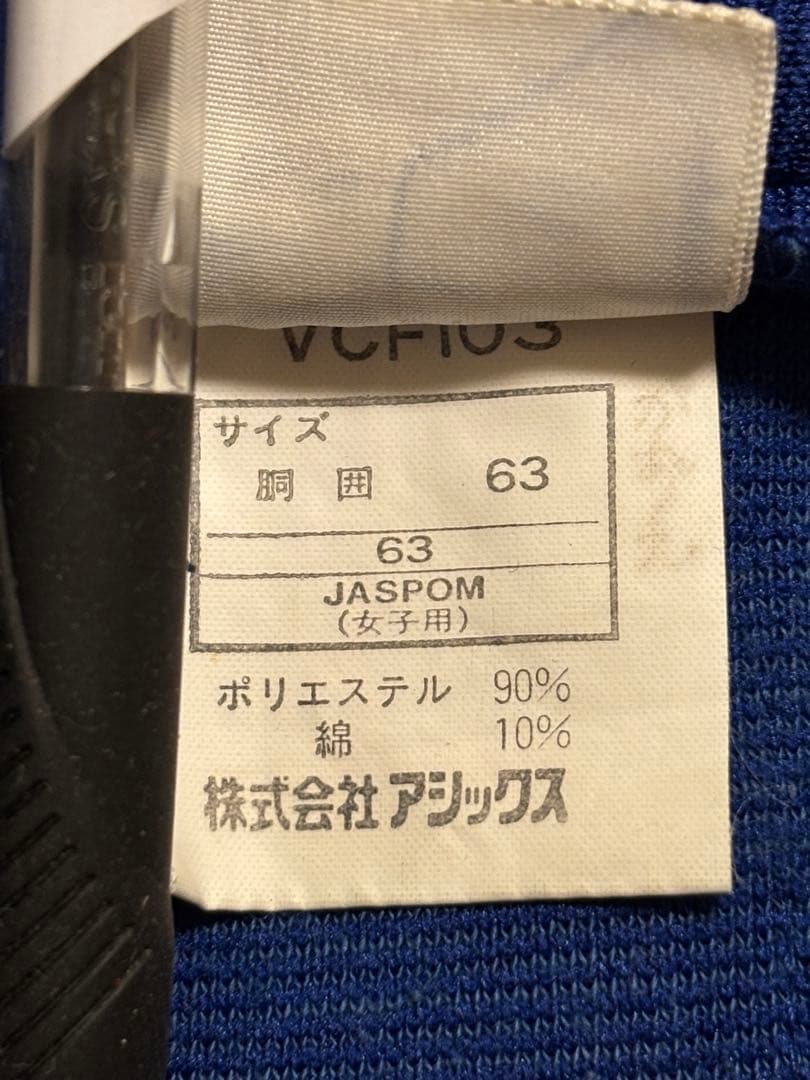 VCF103
サイズ
胴 囲 63
63
JASPOM
(女子用)
ポリエステル 90%
綿 10%
株式会社アシックス